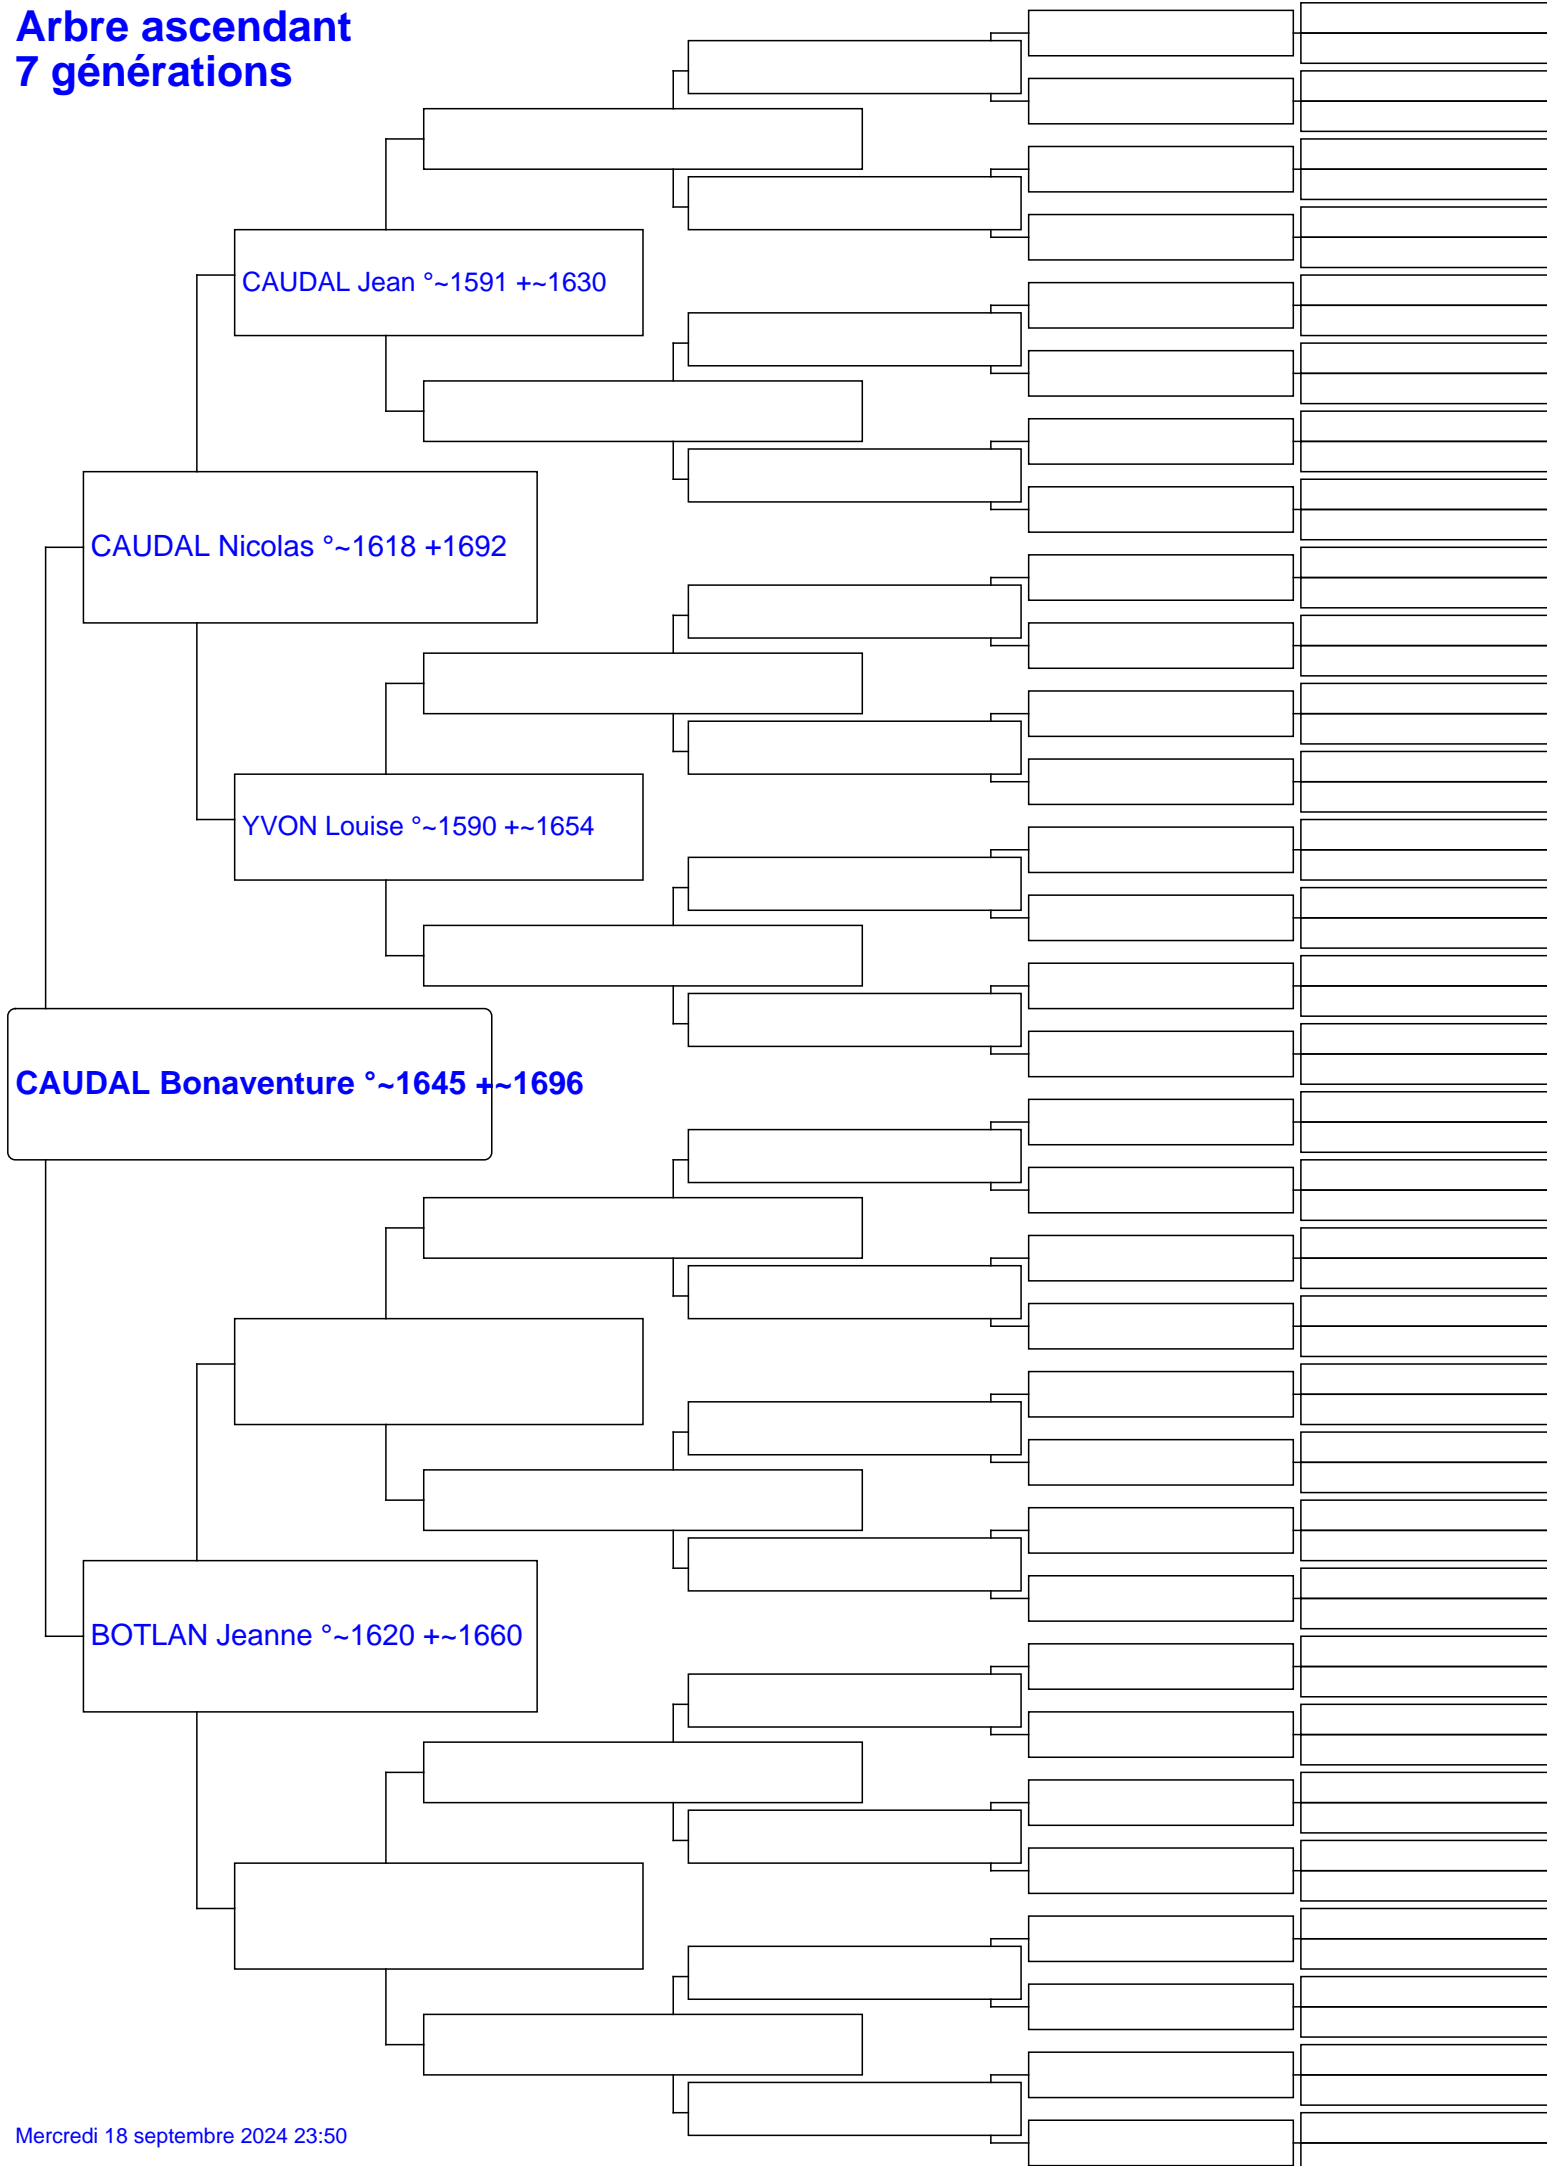 Arbre ascendant
7 générations
CAUDAL Jean °~1591 +~1630
CAUDAL Nicolas °~1618 +1692
YVON Louise °~1590 +~1654
CAUDAL Bonaventure °~1645 +~1696
BOTLAN Jeanne °~1620 +~1660
Mercredi 18 septembre 2024 23:50